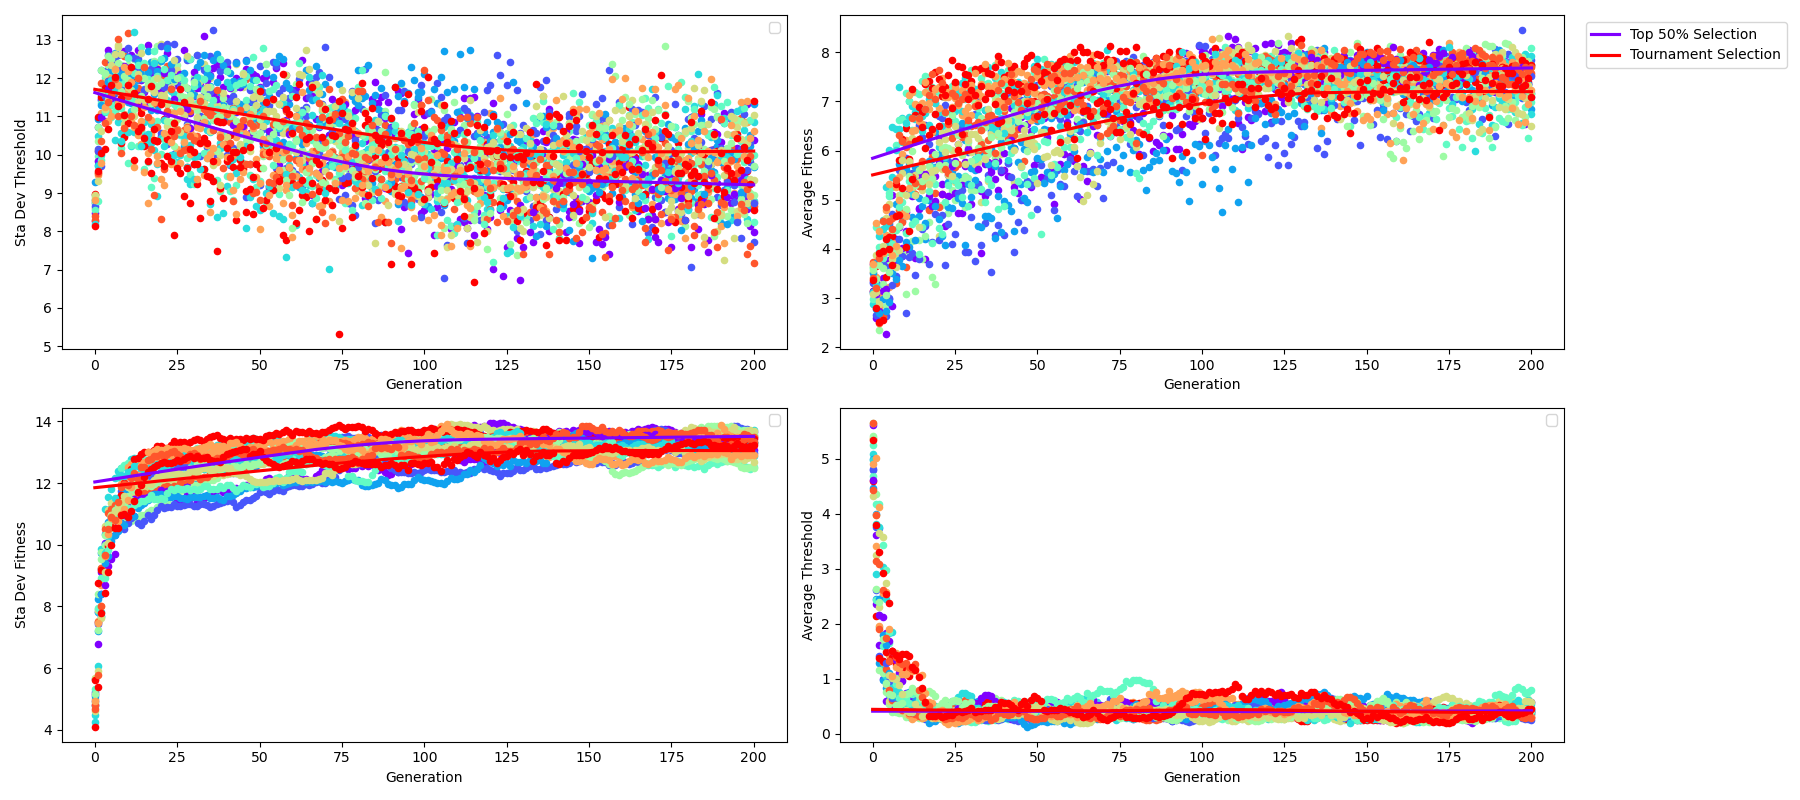 13
12
11
10
9
8
7
6
5
Sta Dev Threshold
0 25 50 75 100 125 150 175 200
Generation
8
7
6
5
4
3
2
Average Fitness
0 25 50 75 100 125 150 175 200
Generation
Top 50% Selection
Tournament Selection
14
12
10
8
6
4
Sta Dev Fitness
0 25 50 75 100 125 150 175 200
Generation
5
4
3
2
1
0
Average Threshold
0 25 50 75 100 125 150 175 200
Generation